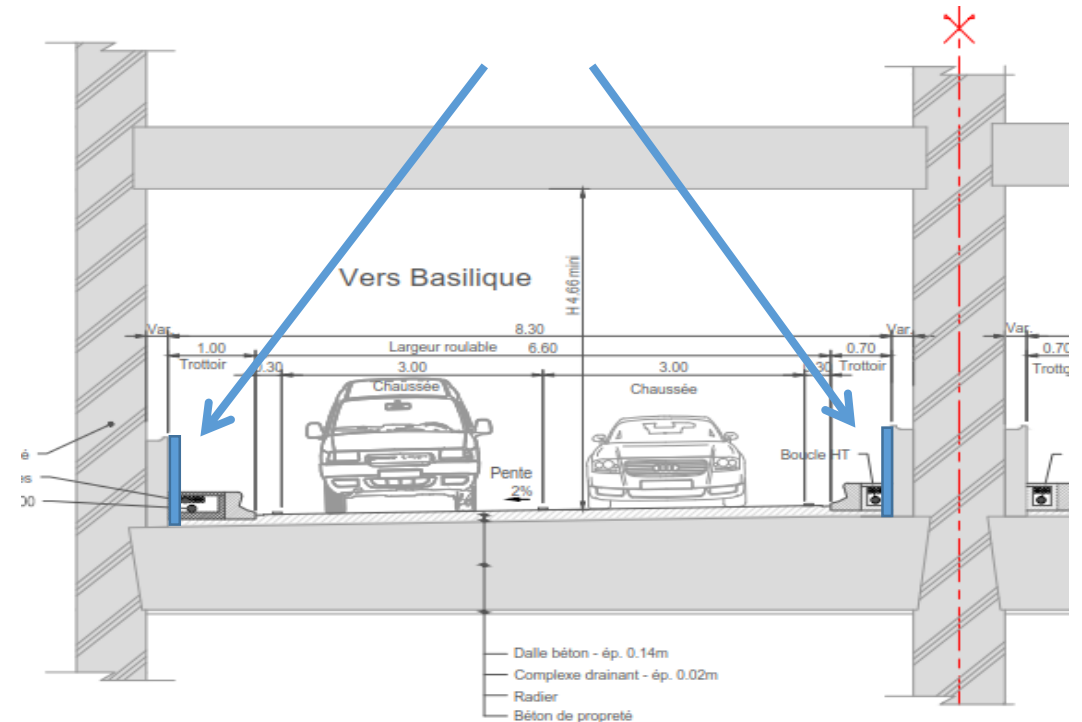 Vers Basilique
H 4.66 mini
Var.
8.30
Var.
Var.
1.00
Largeur roulable 6.60
0.70
0.70
Trottoir
0.30
3.00
3.00
0.30
Trottoir
Chaussée
Chaussée
Boucle HT
Pente
2%
Dalle béton - ép. 0.14m
Complexe drainant - ép. 0.02m
Radier
Béton de propreté